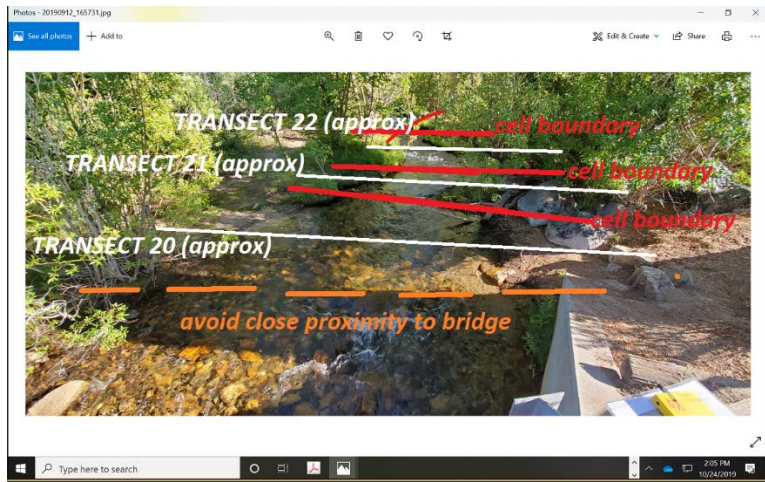 Photos - 20190912_165731.jpg
See all photos
Add to
Edit & Create
Share
TRANSECT 22 (approx)
cell boundary
TRANSECT 21 (approx)
cell boundary
cell boundary
TRANSECT 20 (approx)
avoid close proximity to bridge
Type here to search
2:05 PM
10/24/2019